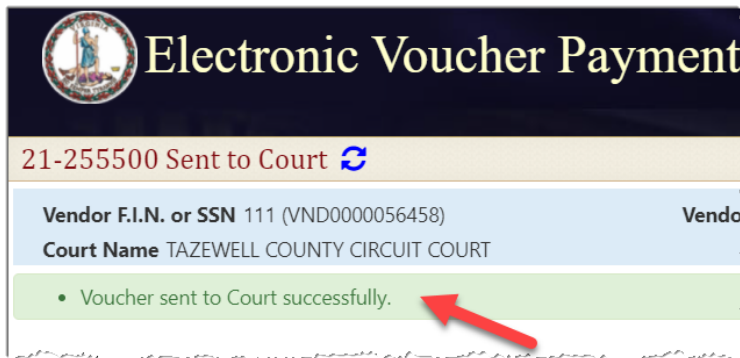 Electronic Voucher Payment
21-255500 Sent to Court
Vendor F.I.N. or SSN 111 (VND0000056458) Vendo
Court Name TAZEWELL COUNTY CIRCUIT COURT
• Voucher sent to Court successfully.